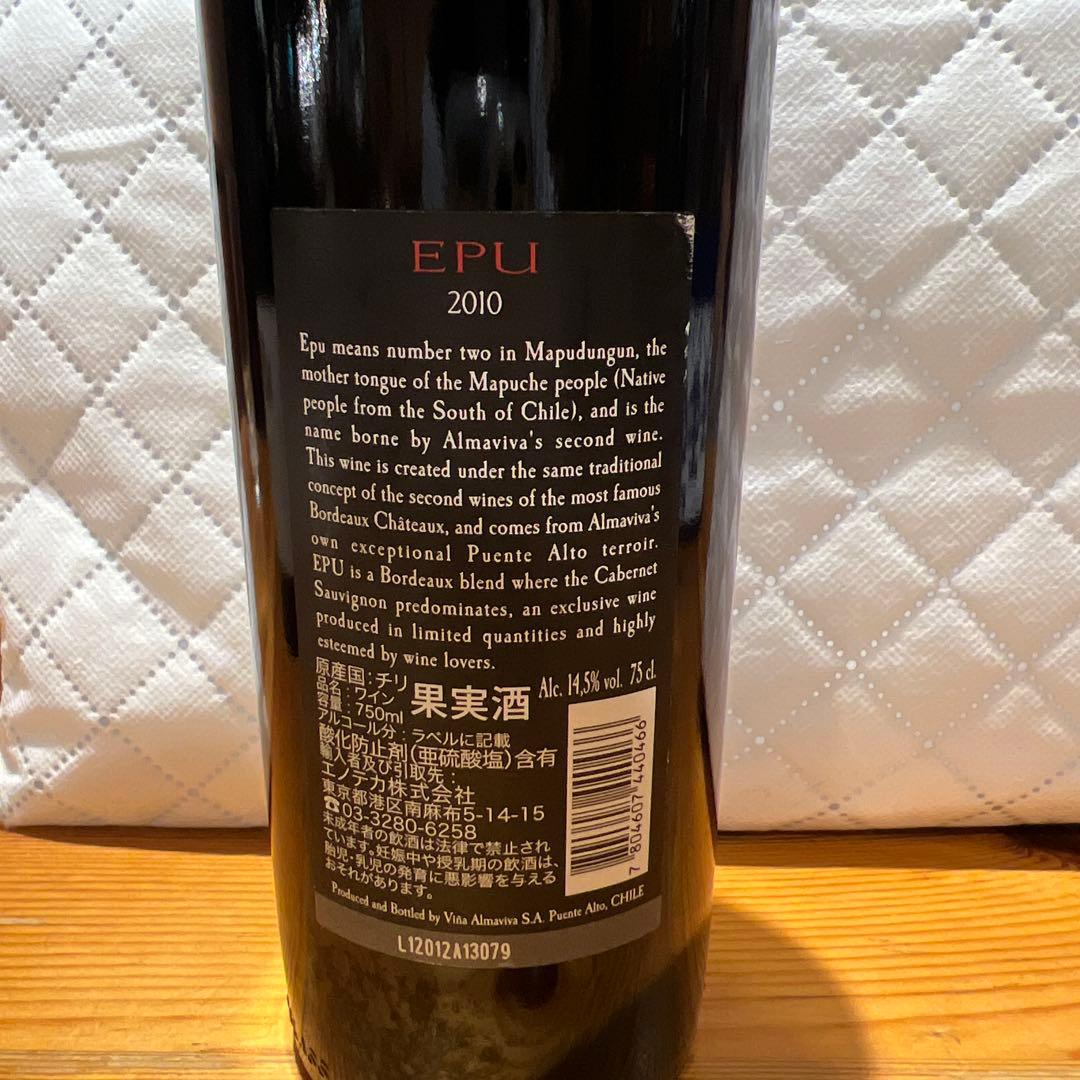 EPU
2010
Epu means number two in Mapudungun, the
mother tongue of the Mapuche people (Native
people from the South of Chile), and is the
name borne by Almaviva's second wine.
This wine is created under the same traditional
concept of the second wines of the most famous
Bordeaux Châteaux, and comes from Almaviva's
own exceptional Puente Alto terroir.
EPU is a Bordeaux blend where the Cabernet
Sauvignon predominates, an exclusive wine
produced in limited quantities and highly
esteemed by wine lovers.
Alc. 14,5% vol. 75 cl.
原産国:チリ
品名:ワイン
果実酒
容量:750ml
アルコール分:ラベルに記載
酸化防止剤(亜硫酸塩)含有
輸入者及び引取先:
エノテカ株式会社
東京都港区南麻布5-14-15
☎03-3280-6258
未成年者の飲酒は法律で禁止され
ています。妊娠中や授乳期の飲酒は、
胎児・乳児の発育に悪影響を与える
おそれがあります。
7 804607 440466
Produced and Bottled by Viña Almaviva S.A. Puente Alto, CHILE
L12012A13079